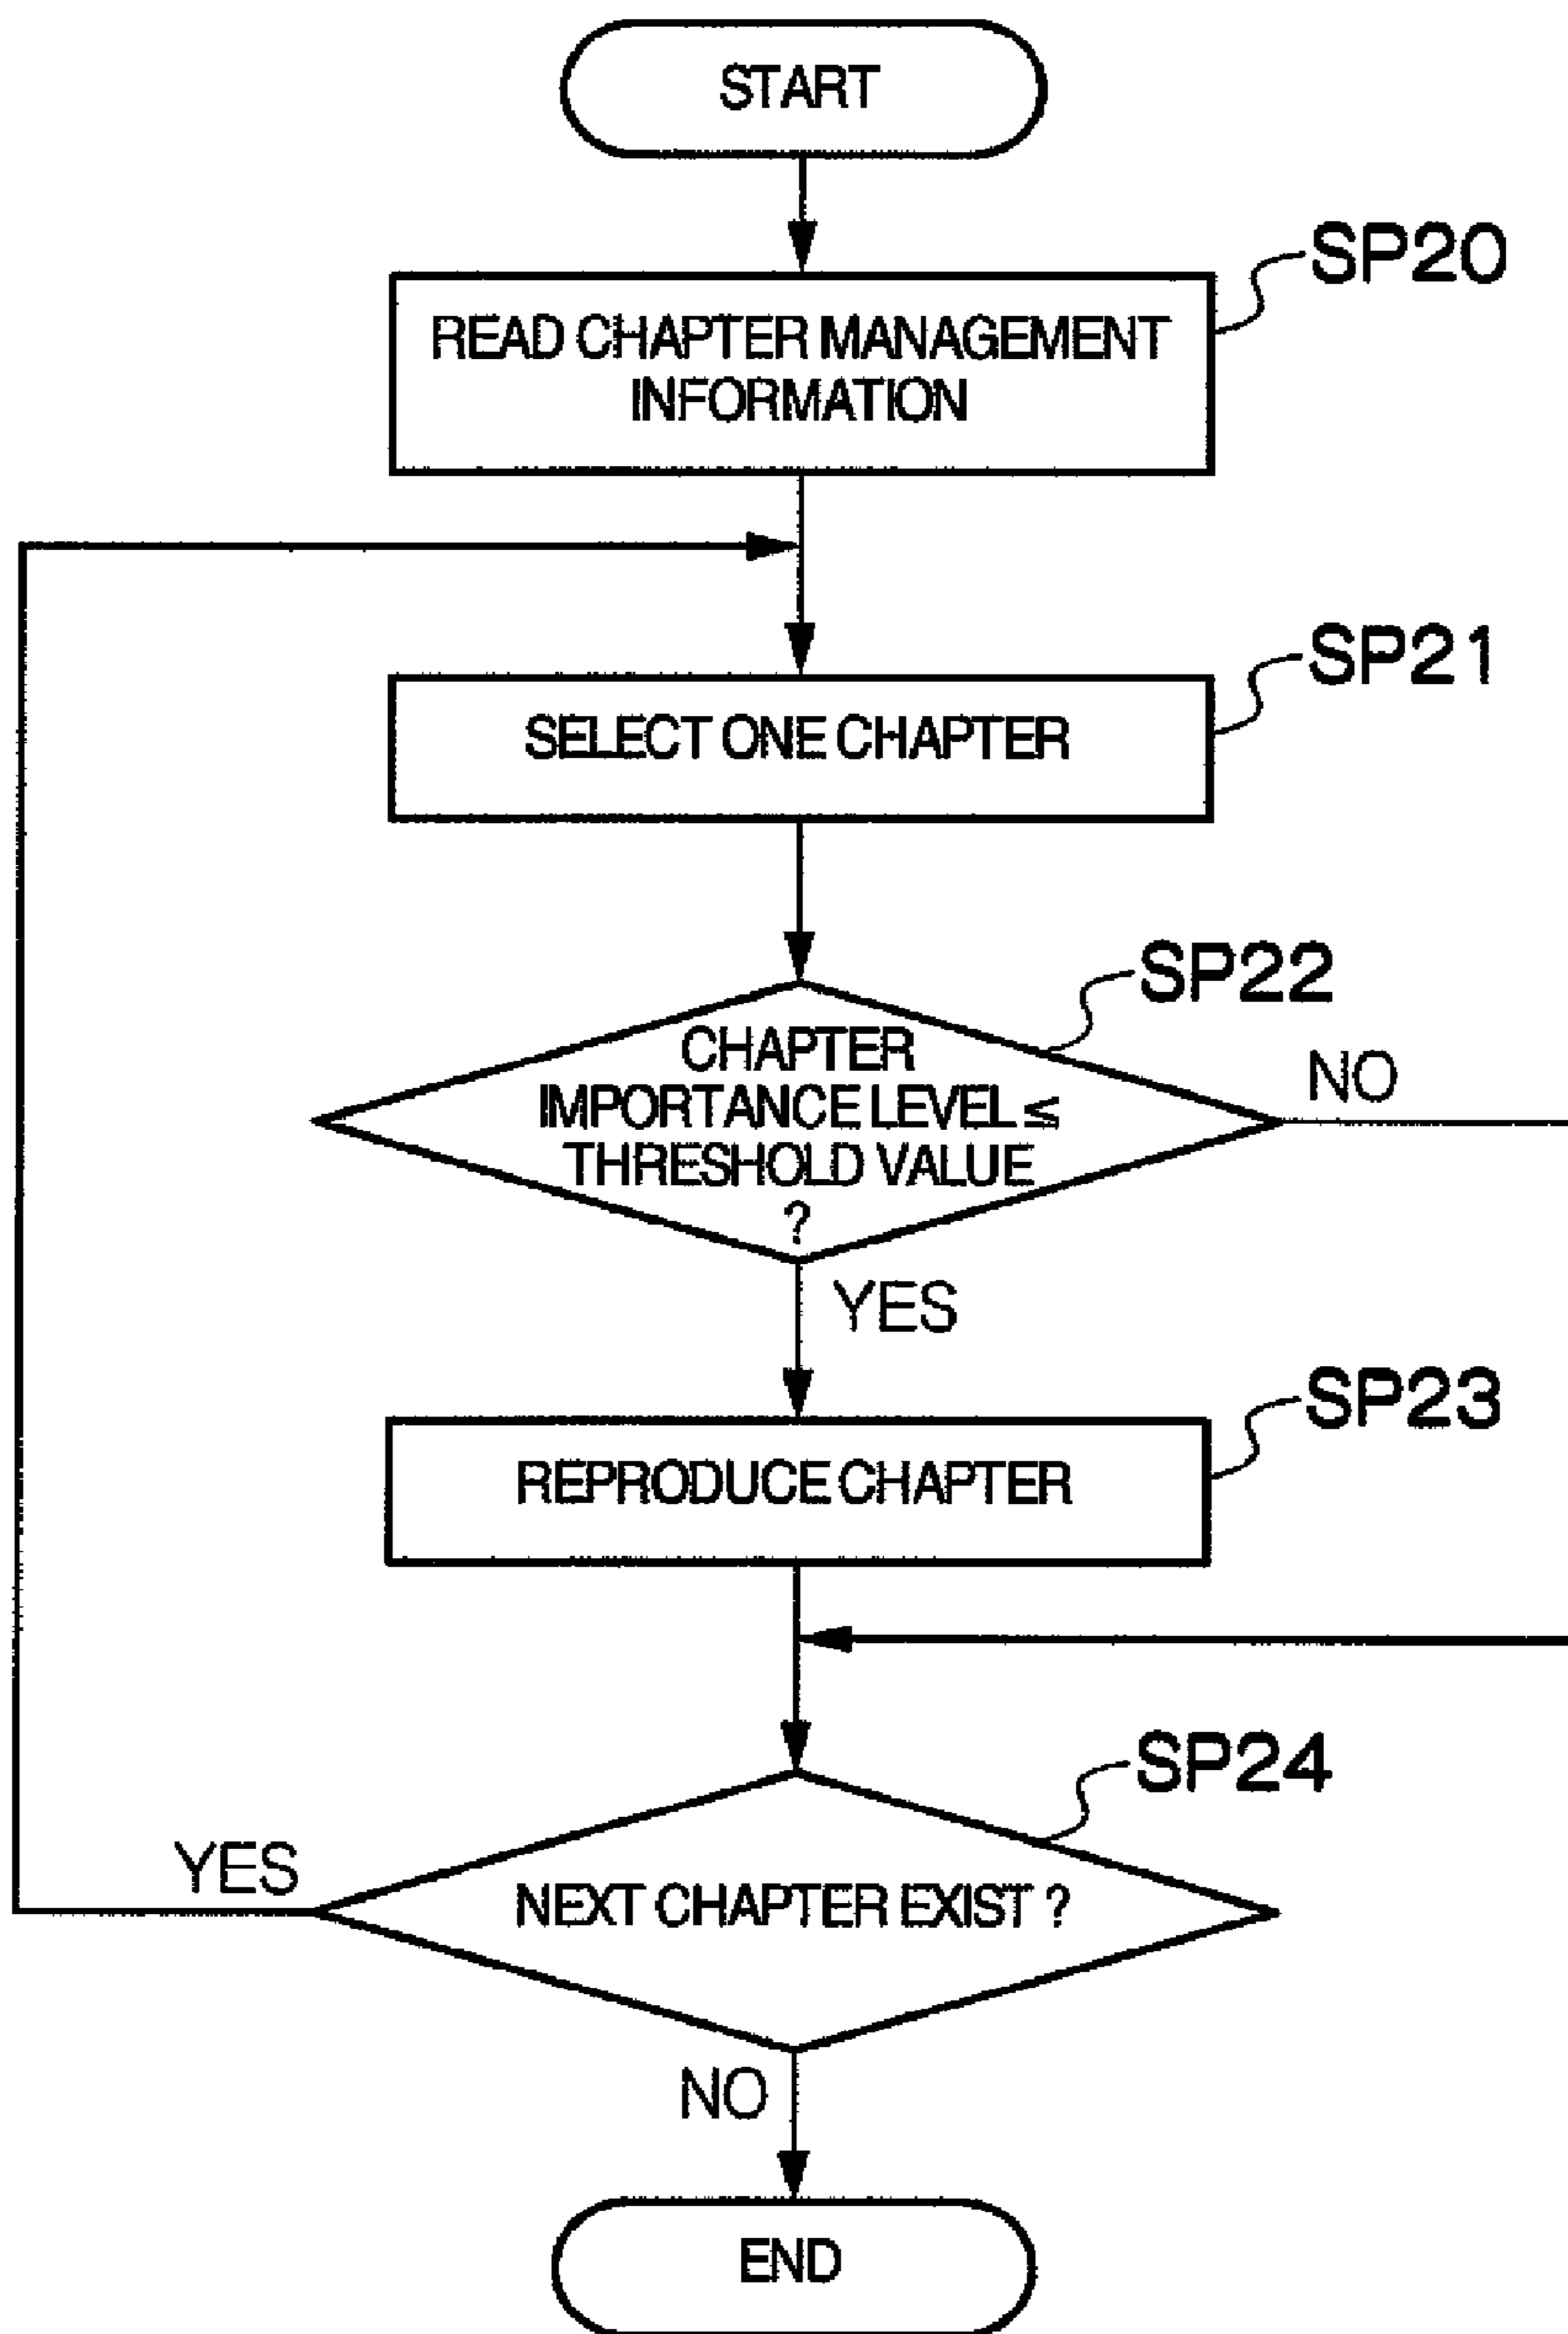 START
SP20
READ CHAPTER MANAGEMENT
INFORMATION
SP21
SELECT ONE CHAPTER
SP22
CHAPTER
IMPORTANCE LEVEL ≤
THRESHOLD VALUE
?
NO
YES
SP23
REPRODUCE CHAPTER
SP24
YES
NEXT CHAPTER EXIST ?
NO
END